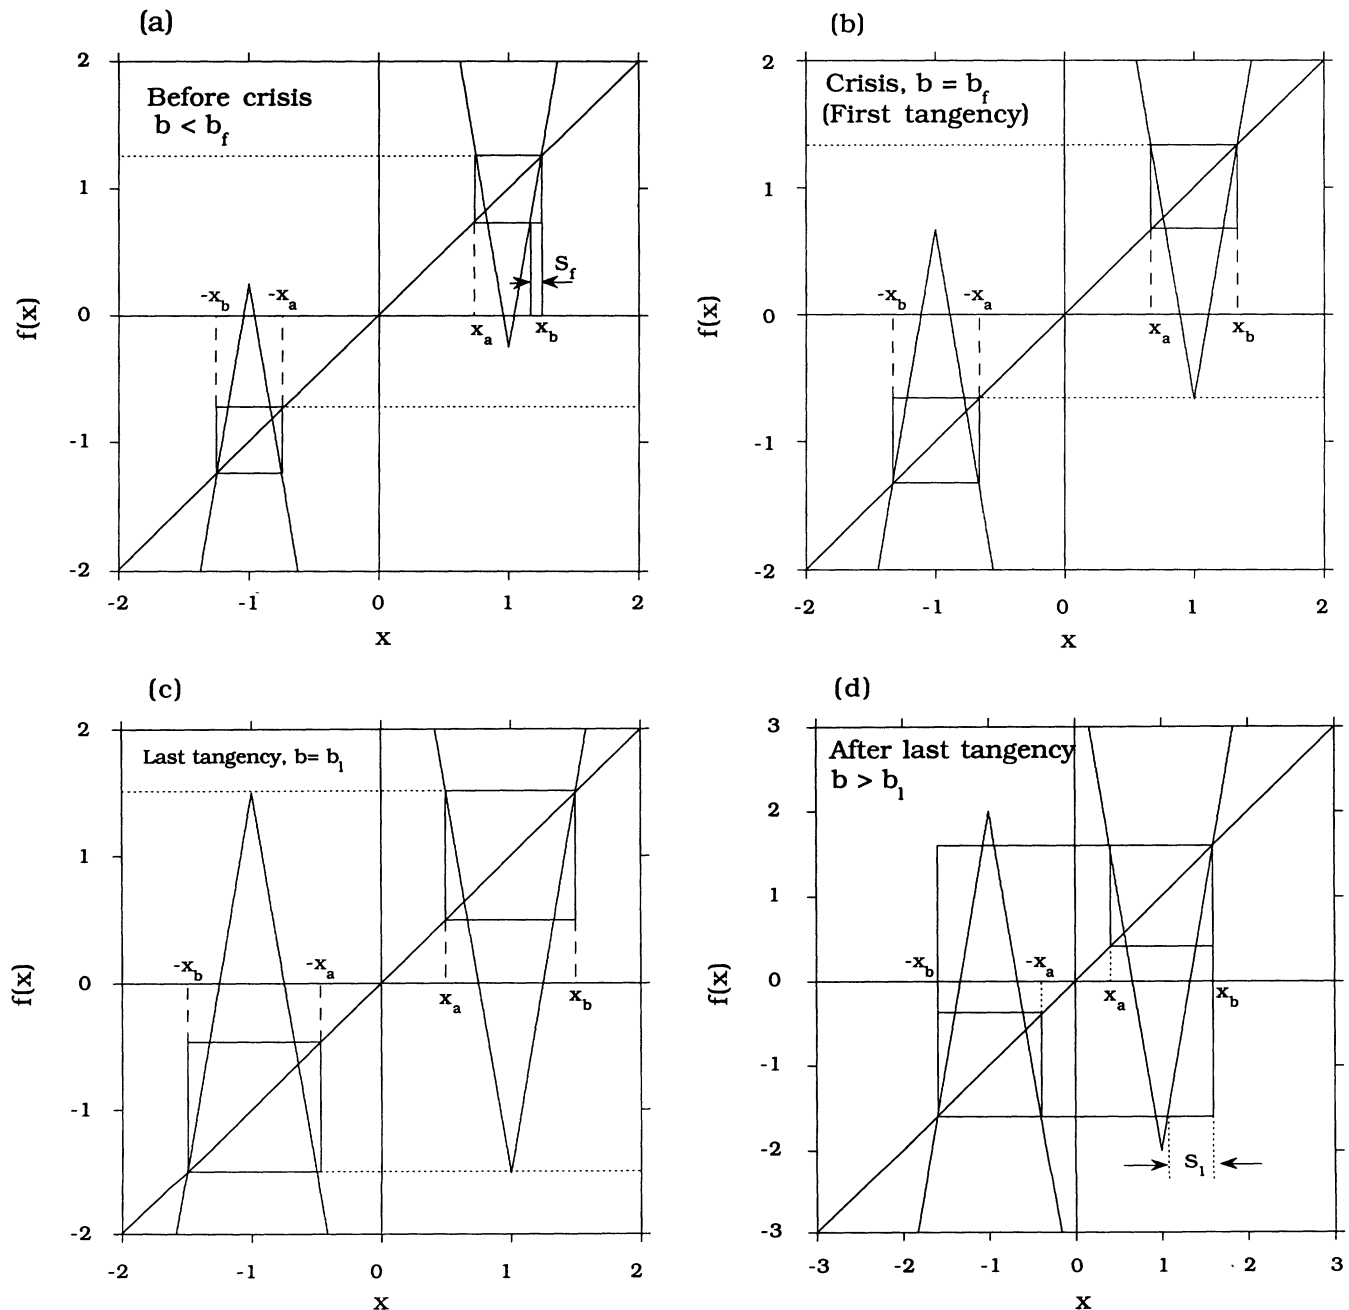 (a)
Before crisis
b < b_f
2
1
0
-1
-2
f(x)
-x_b
-x_a
S_f
x_a
x_b
-2
-1
0
1
2
x
(b)
Crisis, b = b_f
(First tangency)
2
1
0
-1
-2
f(x)
-x_b
-x_a
x_a
x_b
-2
-1
0
1
2
x
(c)
Last tangency, b= b_l
2
1
0
-1
-2
f(x)
-x_b
-x_a
x_a
x_b
-2
-1
0
1
2
x
(d)
After last tangency
b > b_l
3
2
1
0
-1
-2
-3
f(x)
-x_b
-x_a
x_a
x_b
S_l
-3
-2
-1
0
1
2
3
x